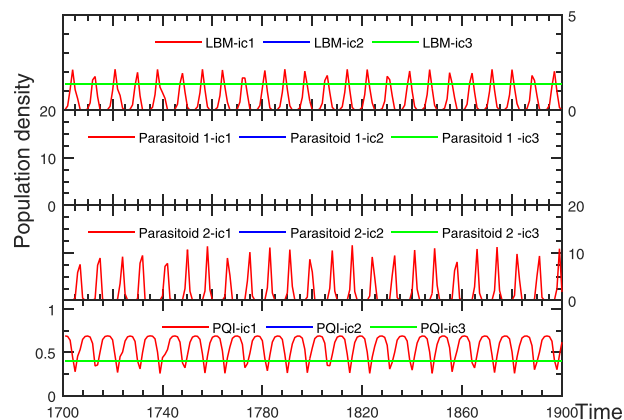 5
LBM-ic1 LBM-ic2 LBM-ic3
20 0
Parasitoid 1-ic1 Parasitoid 1-ic2 Parasitoid 1 -ic3
10
0 20
Parasitoid 2-ic1 Parasitoid 2-ic2 Parasitoid 2 -ic3
10
1 0
PQI-ic1 PQI-ic2 PQI-ic3
0.5
0
1700 1740 1780 1820 1860 1900 Time
Population density